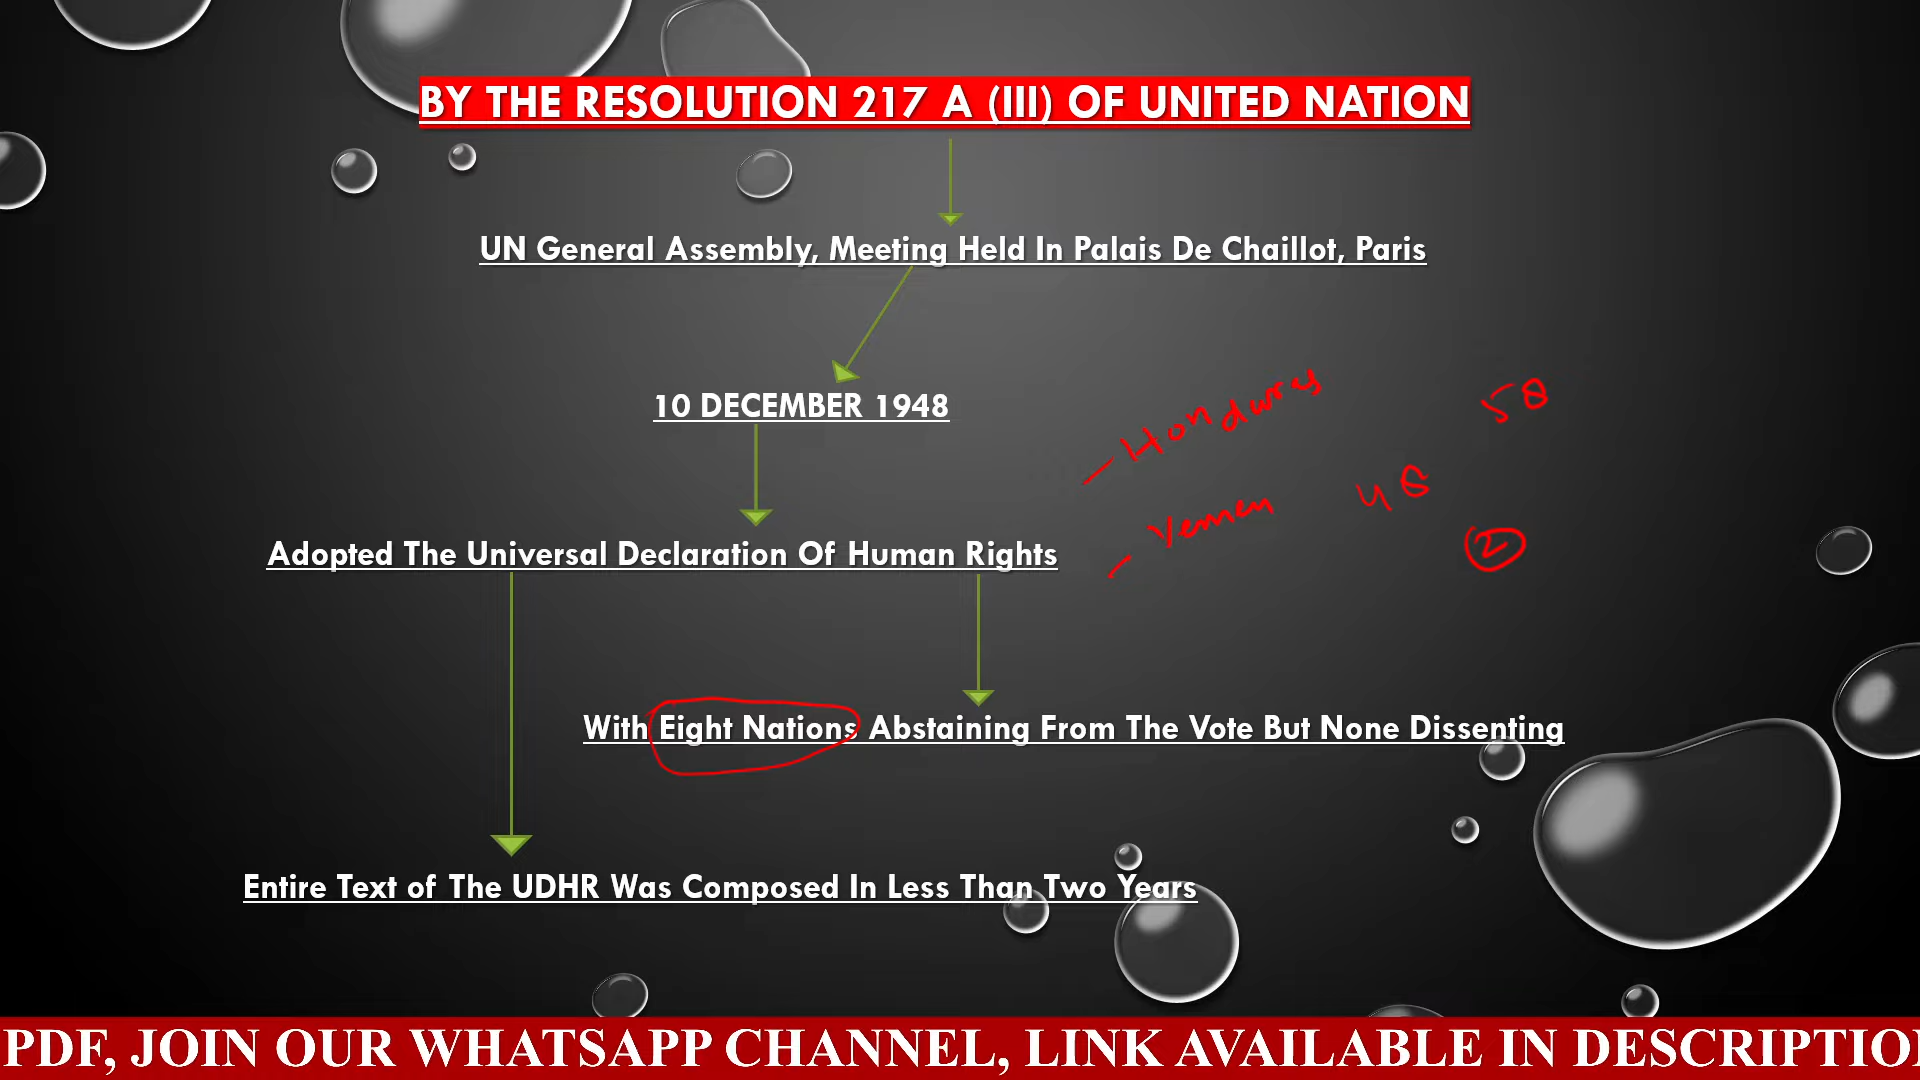 BY THE RESOLUTION 217 A (III) OF UNITED NATION
UN General Assembly, Meeting Held In Palais De Chaillot, Paris
10 DECEMBER 1948
– Honduras
58
– Yemen
48
2
Adopted The Universal Declaration Of Human Rights
With Eight Nations Abstaining From The Vote But None Dissenting
Entire Text of The UDHR Was Composed In Less Than Two Years
PDF, JOIN OUR WHATSAPP CHANNEL, LINK AVAILABLE IN DESCRIPTION